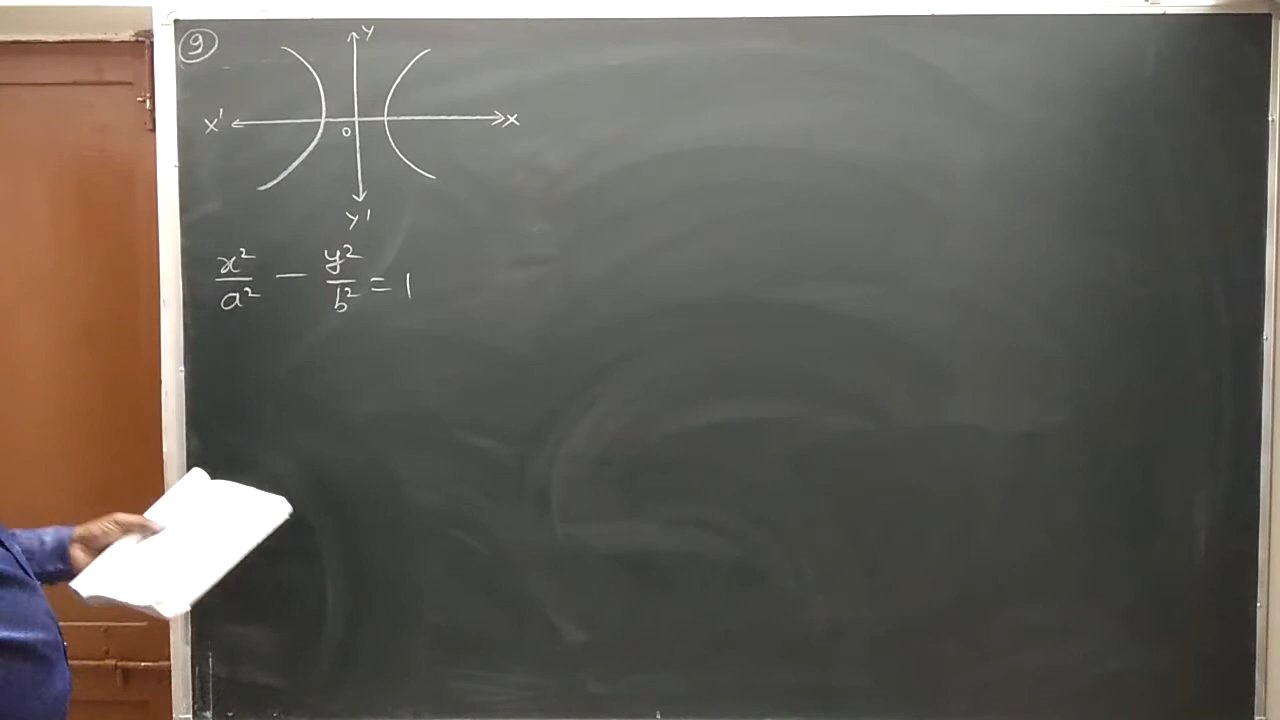 9
Y
X' O X
Y'
x²/a² - y²/b² = 1